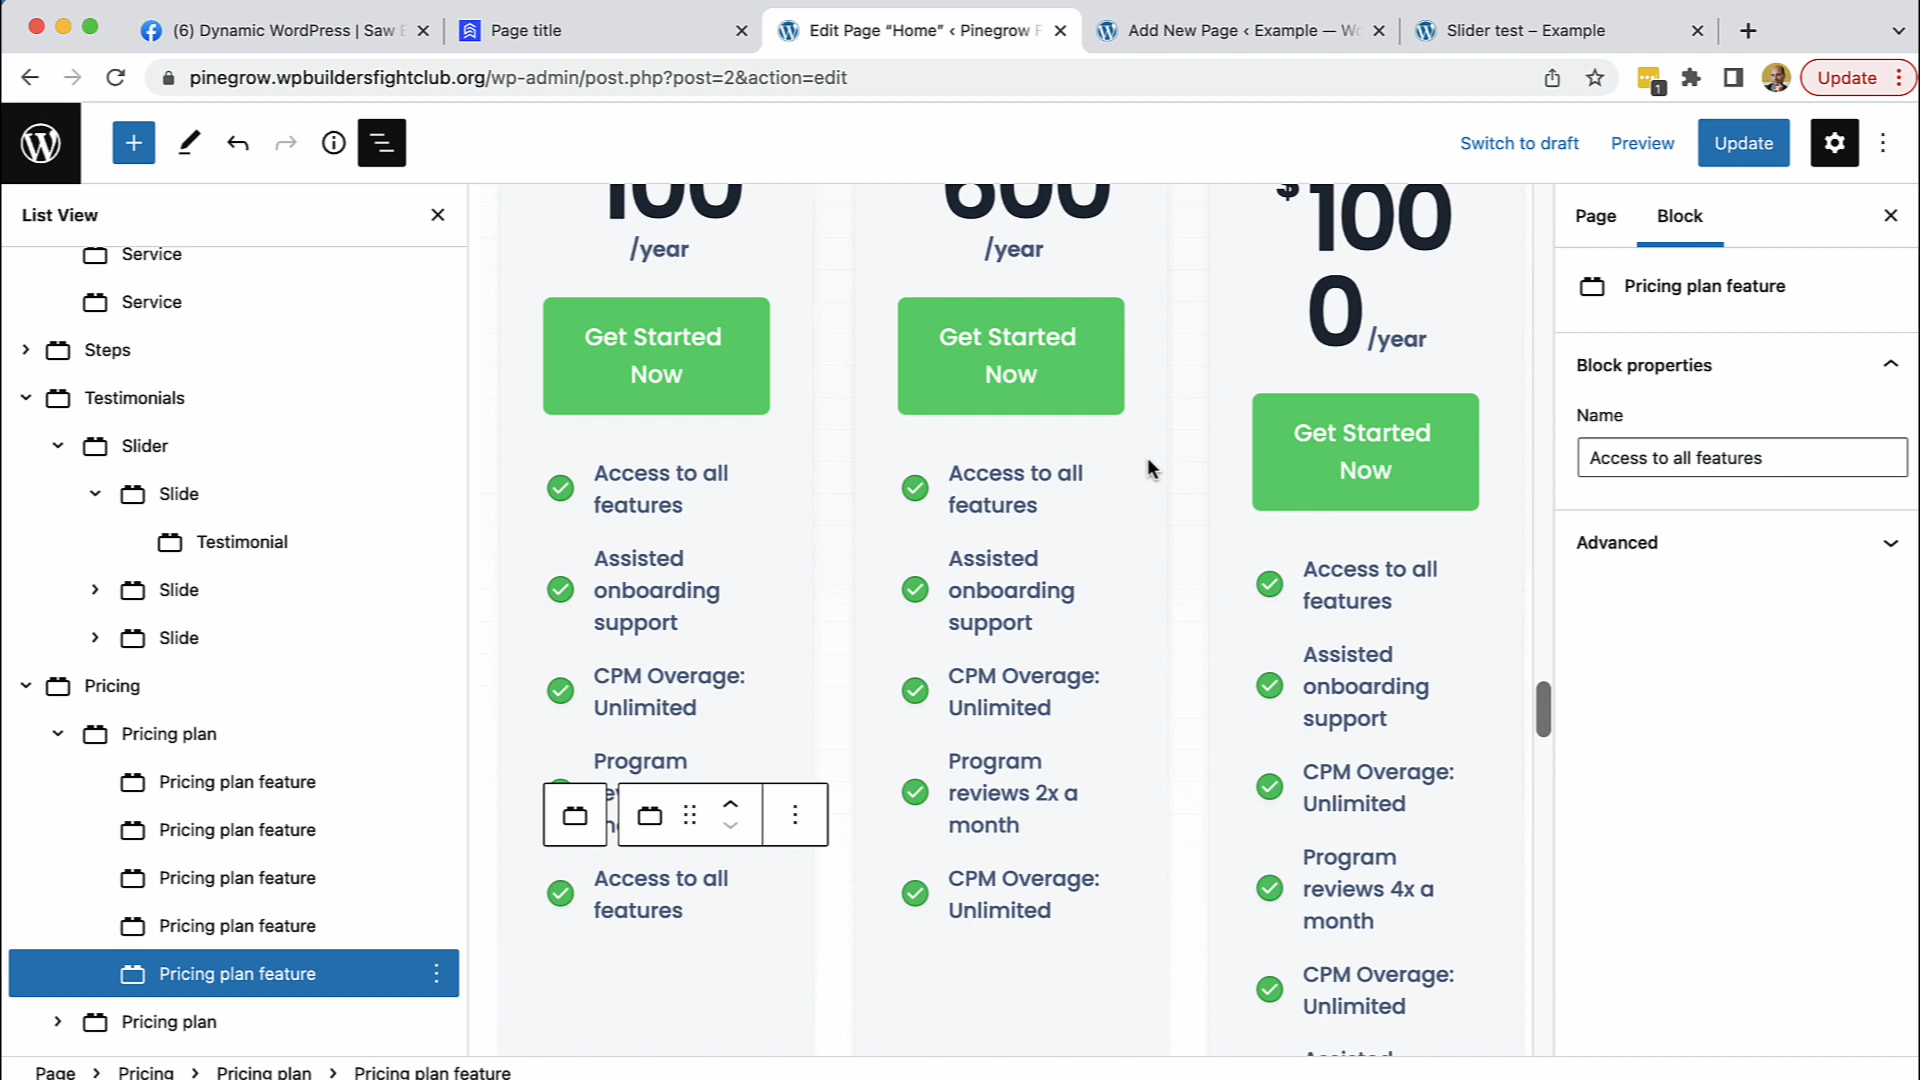 (6) Dynamic WordPress | Saw
Page title
Edit Page “Home” ‹ Pinegrow F
Add New Page ‹ Example — Wo
Slider test – Example
pinegrow.wpbuildersfightclub.org/wp-admin/post.php?post=2&action=edit
1
Update
Switch to draft
Preview
Update
List View
Service
Service
Steps
Testimonials
Slider
Slide
Testimonial
Slide
Slide
Pricing
Pricing plan
Pricing plan feature
Pricing plan feature
Pricing plan feature
Pricing plan feature
Pricing plan feature
Pricing plan
100
/year
Get Started
Now
Access to all
features
Assisted
onboarding
support
CPM Overage:
Unlimited
Program
Access to all
features
600
/year
Get Started
Now
Access to all
features
Assisted
onboarding
support
CPM Overage:
Unlimited
Program
reviews 2x a
month
CPM Overage:
Unlimited
$100
0/year
Get Started
Now
Access to all
features
Assisted
onboarding
support
CPM Overage:
Unlimited
Program
reviews 4x a
month
CPM Overage:
Unlimited
Assisted
Page
Block
Pricing plan feature
Block properties
Name
Access to all features
Advanced
Page > Pricing > Pricing plan > Pricing plan feature